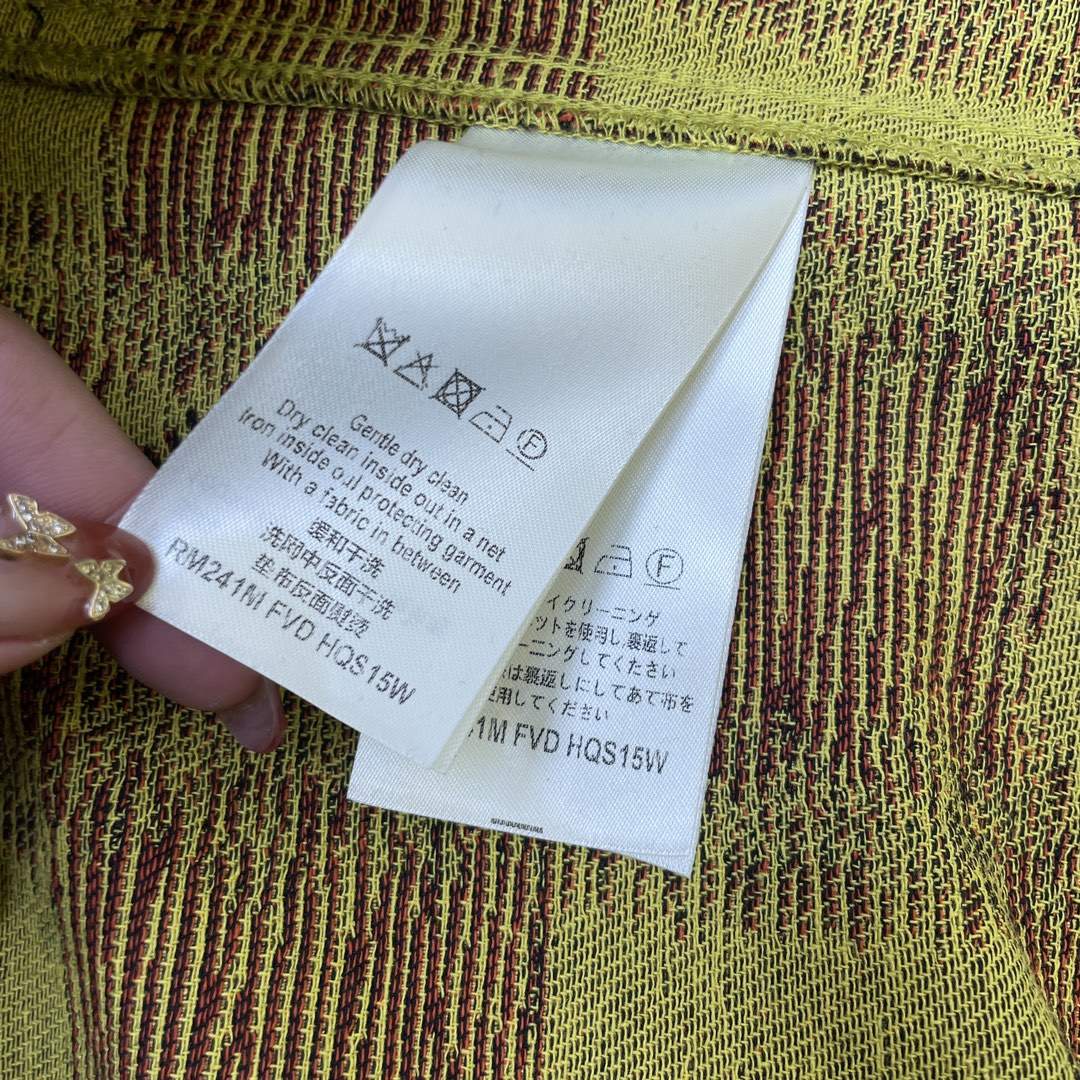 Gentle dry clean
Dry clean inside out in a net
Iron inside out protecting garment
With a fabric in between
缓和干洗
洗网中反面干洗
垫布反面熨烫
RM241M FVD HQS15W
F
イクリーニング
ットを使用し、裏返して
ーニングしてください
は裏返しにしてあて布を
用してください
1M FVD HQS15W